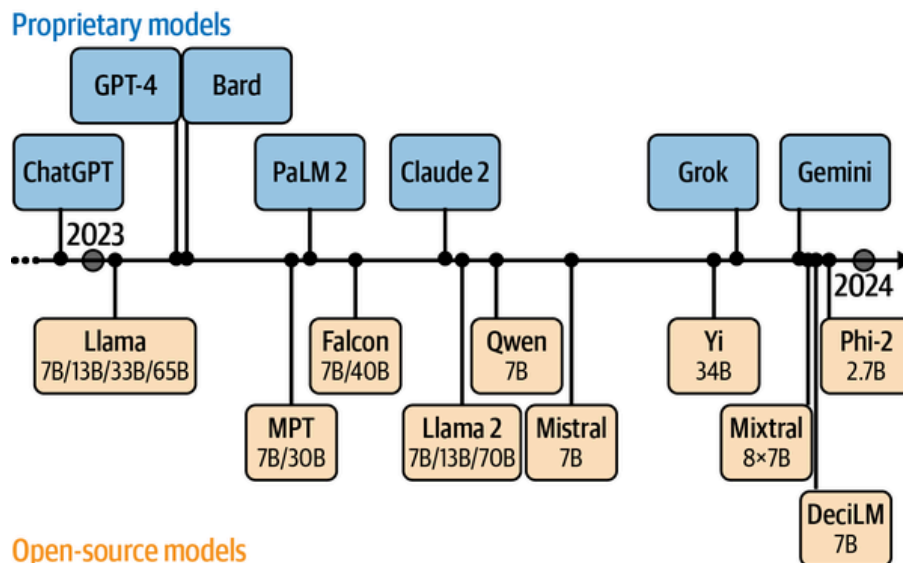 Proprietary models
GPT-4
Bard
ChatGPT
PaLM 2
Claude 2
Grok
Gemini
2023
2024
Llama
7B/13B/33B/65B
Falcon
7B/40B
Qwen
7B
Yi
34B
Phi-2
2.7B
MPT
7B/30B
Llama 2
7B/13B/70B
Mistral
7B
Mixtral
8×7B
DeciLM
7B
Open-source models